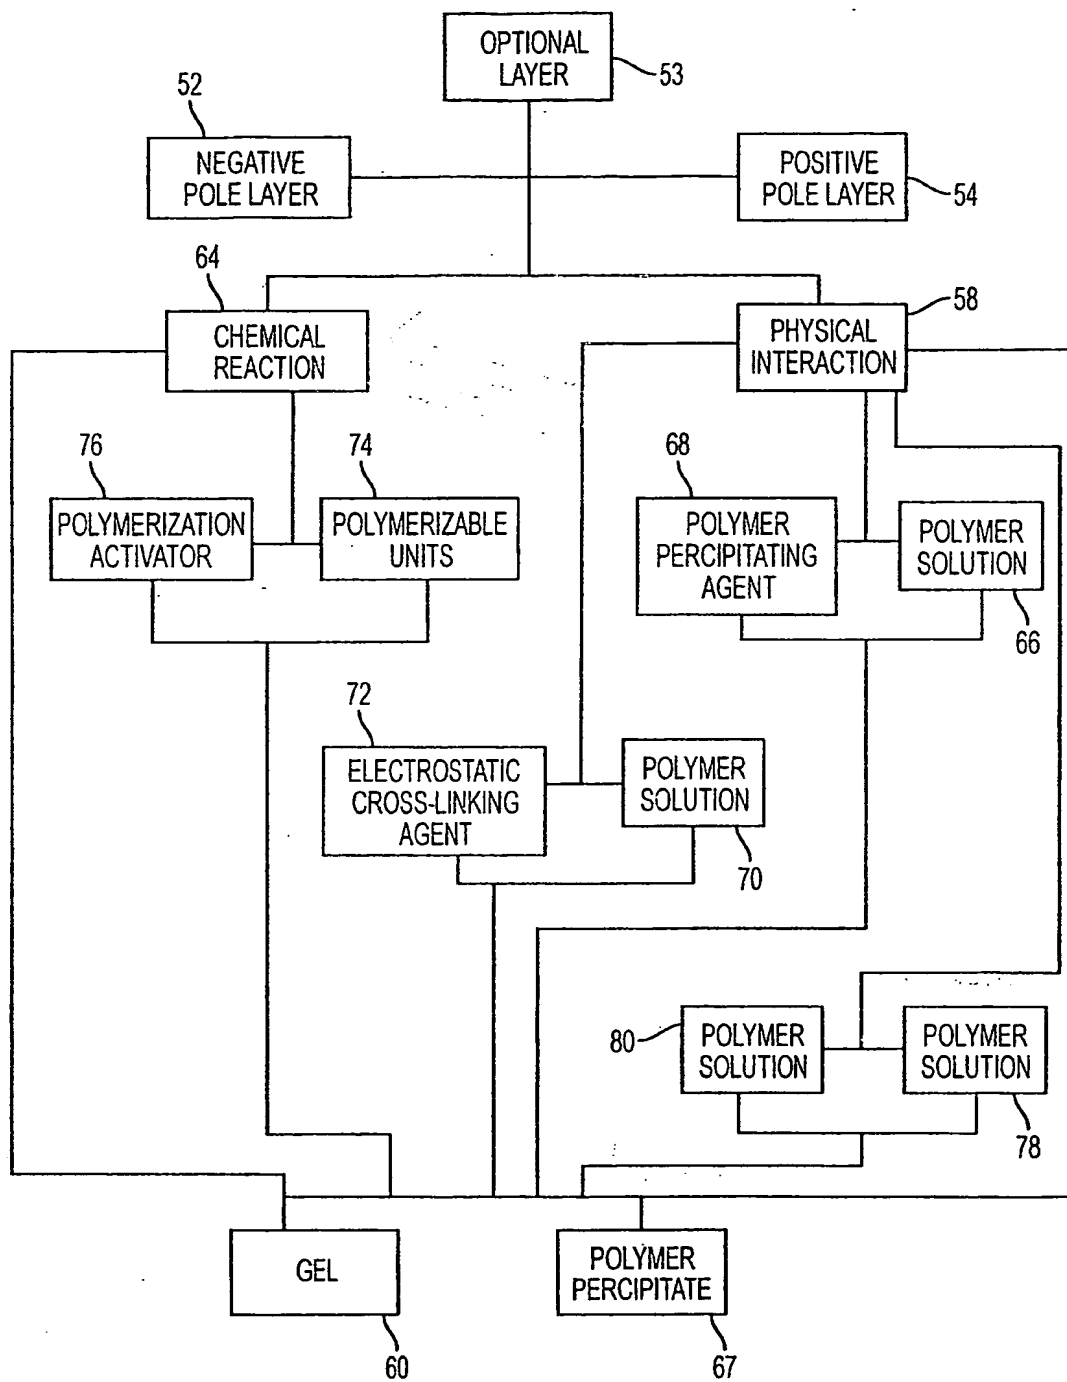 OPTIONAL
LAYER
53
52
NEGATIVE
POLE LAYER
POSITIVE
POLE LAYER
54
64
CHEMICAL
REACTION
58
PHYSICAL
INTERACTION
76
POLYMERIZATION
ACTIVATOR
74
POLYMERIZABLE
UNITS
68
POLYMER
PERCIPITATING
AGENT
POLYMER
SOLUTION
66
72
ELECTROSTATIC
CROSS-LINKING
AGENT
POLYMER
SOLUTION
70
80
POLYMER
SOLUTION
POLYMER
SOLUTION
78
GEL
60
POLYMER
PERCIPITATE
67